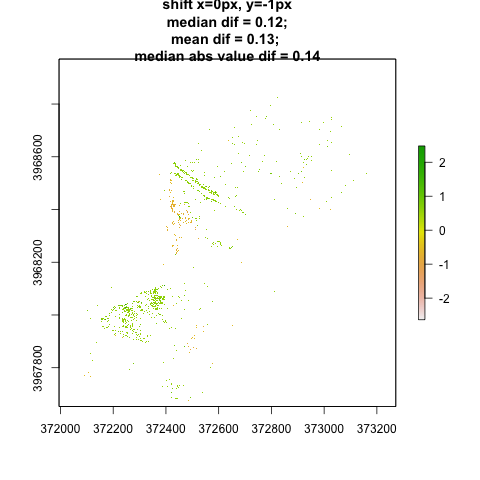 shift x=0px, y=-1px
median dif = 0.12;
mean dif = 0.13;
median abs value dif = 0.14
3968600
3968200
3967800
2
1
0
-1
-2
372000 372200 372400 372600 372800 373000 373200